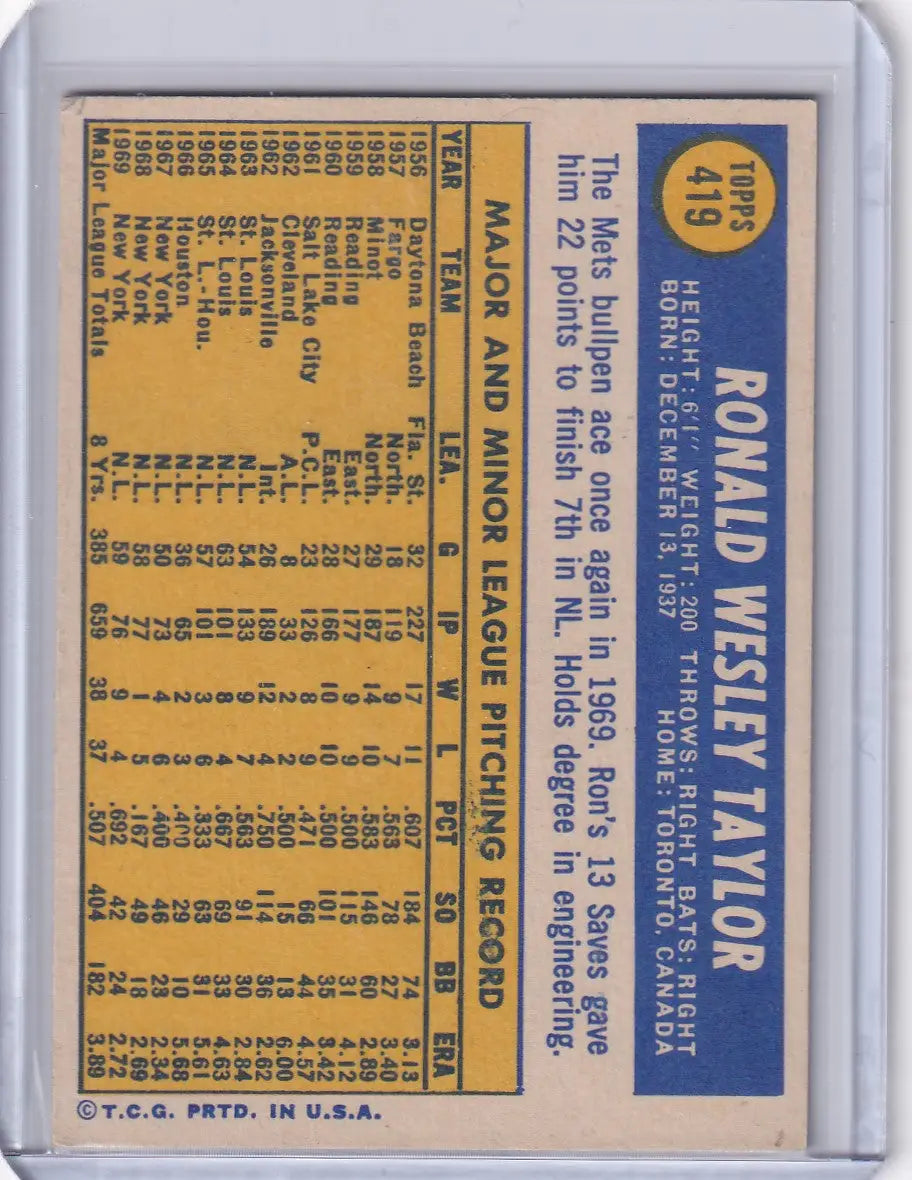 TOPPS
419
RONALD WESLEY TAYLOR
HEIGHT: 6'1" WEIGHT: 200 THROWS: RIGHT BATS: RIGHT
BORN: DECEMBER 13, 1937 HOME: TORONTO, CANADA
The Mets bullpen ace once again in 1969. Ron's 13 Saves gave
him 22 points to finish 7th in NL. Holds degree in engineering.
MAJOR AND MINOR LEAGUE PITCHING RECORD
YEAR TEAM LEA. G IP W L PCT SO BB ERA
1956 Daytona Beach Fla. St. 32 227 17 11 .607 184 74 3.13
1957 Fargo North. 18 119 9 7 .563 78 27 3.40
1958 Minot North. 29 187 14 10 .583 146 60 2.89
1959 Reading East. 27 177 9 9 .500 115 31 4.12
1960 Reading East. 28 166 10 10 .500 101 35 3.42
1961 Salt Lake City P.C.L. 23 126 8 9 .471 66 44 4.57
1962 Cleveland A.L. 8 33 2 2 .500 15 13 6.00
1962 Jacksonville Int. 26 189 12 4 .750 114 36 2.62
1963 St. Louis N.L. 54 133 9 7 .563 91 30 2.84
1964 St. Louis N.L. 63 101 8 4 .667 69 33 4.63
1965 St. L.-Hou. N.L. 57 101 3 6 .333 63 31 5.61
1966 Houston N.L. 36 65 2 3 .400 29 10 5.68
1967 New York N.L. 50 73 4 6 .400 46 23 2.34
1968 New York N.L. 58 77 1 5 .167 49 18 2.69
1969 New York N.L. 59 76 9 4 .692 42 24 2.72
Major League Totals 8 Yrs. 385 659 38 37 .507 404 182 3.89
© T.C.G. PRTD. IN U.S.A.